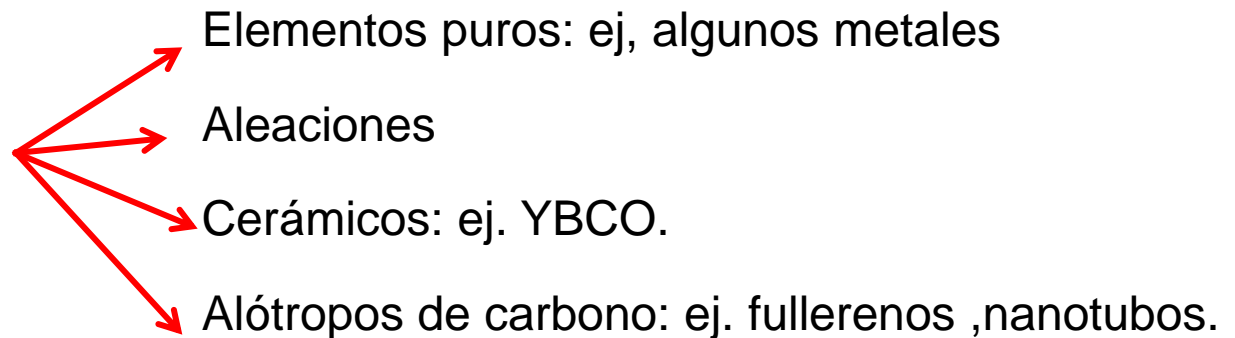 Elementos puros: ej, algunos metales
Aleaciones
Cerámicos: ej. YBCO.
Alótropos de carbono: ej. fullerenos ,nanotubos.